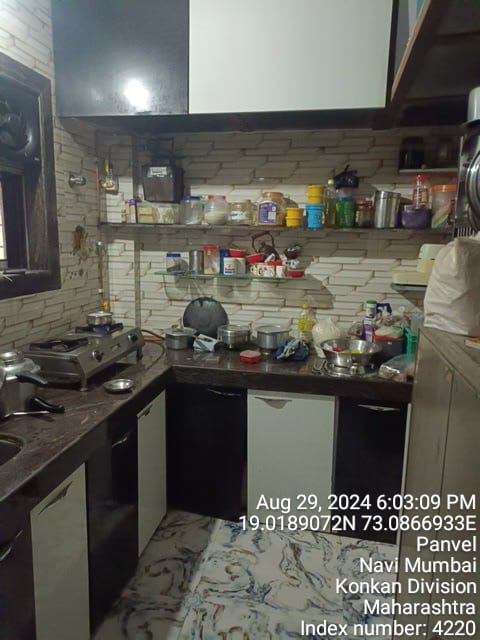 Aug 29, 2024 6:03:09 PM
19.0189072N 73.0866933E
Panvel
Navi Mumbai
Konkan Division
Maharashtra
Index number: 4220